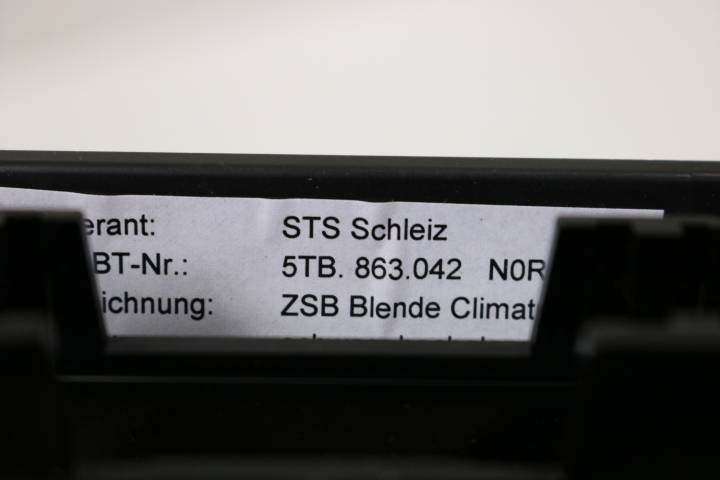 erant: STS Schleiz
BT-Nr.: 5TB. 863.042 N0R
ichnung: ZSB Blende Climat